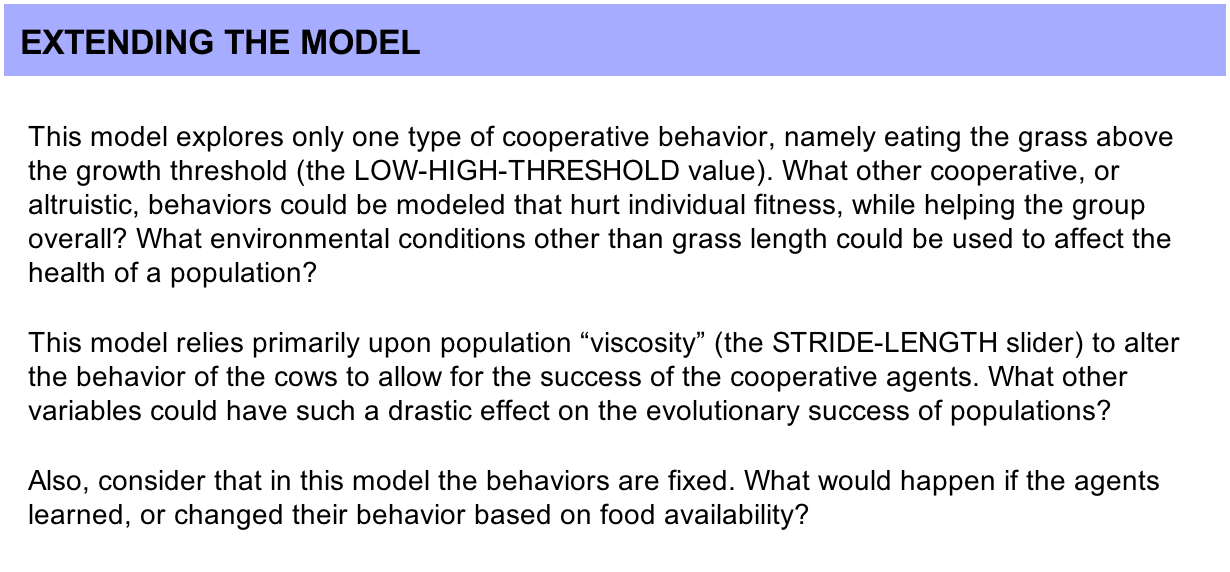 EXTENDING THE MODEL
This model explores only one type of cooperative behavior, namely eating the grass above
the growth threshold (the LOW-HIGH-THRESHOLD value). What other cooperative, or
altruistic, behaviors could be modeled that hurt individual fitness, while helping the group
overall? What environmental conditions other than grass length could be used to affect the
health of a population?
This model relies primarily upon population “viscosity” (the STRIDE-LENGTH slider) to alter
the behavior of the cows to allow for the success of the cooperative agents. What other
variables could have such a drastic effect on the evolutionary success of populations?
Also, consider that in this model the behaviors are fixed. What would happen if the agents
learned, or changed their behavior based on food availability?